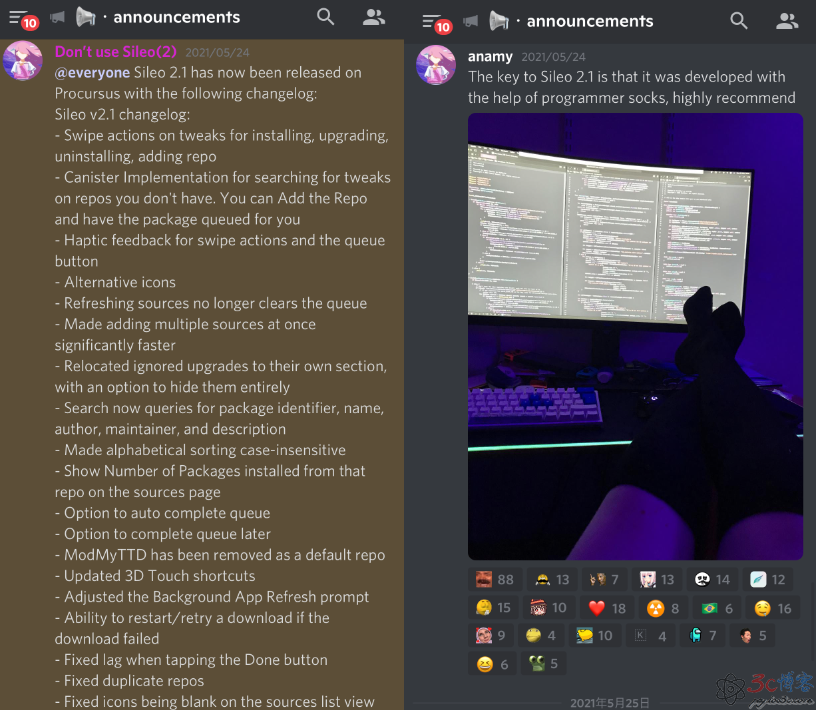 10 · announcements
Don't use Sileo(2) 2021/05/24
@everyone Sileo 2.1 has now been released on
Procursus with the following changelog:
Sileo v2.1 changelog:
- Swipe actions on tweaks for installing, upgrading,
uninstalling, adding repo
- Canister Implementation for searching for tweaks
on repos you don't have. You can Add the Repo
and have the package queued for you
- Haptic feedback for swipe actions and the queue
button
- Alternative icons
- Refreshing sources no longer clears the queue
- Made adding multiple sources at once
significantly faster
- Relocated ignored upgrades to their own section,
with an option to hide them entirely
- Search now queries for package identifier, name,
author, maintainer, and description
- Made alphabetical sorting case-insensitive
- Show Number of Packages installed from that
repo on the sources page
- Option to auto complete queue
- Option to complete queue later
- ModMyTTD has been removed as a default repo
- Updated 3D Touch shortcuts
- Adjusted the Background App Refresh prompt
- Ability to restart/retry a download if the
download failed
- Fixed lag when tapping the Done button
- Fixed duplicate repos
- Fixed icons being blank on the sources list view
10 · announcements
anamy 2021/05/24
The key to Sileo 2.1 is that it was developed with
the help of programmer socks, highly recommend
88 13 7 13 14 12
15 10 18 8 6 16
9 4 10 K 4 7 5
6 5
2021年5月25日
3c博客